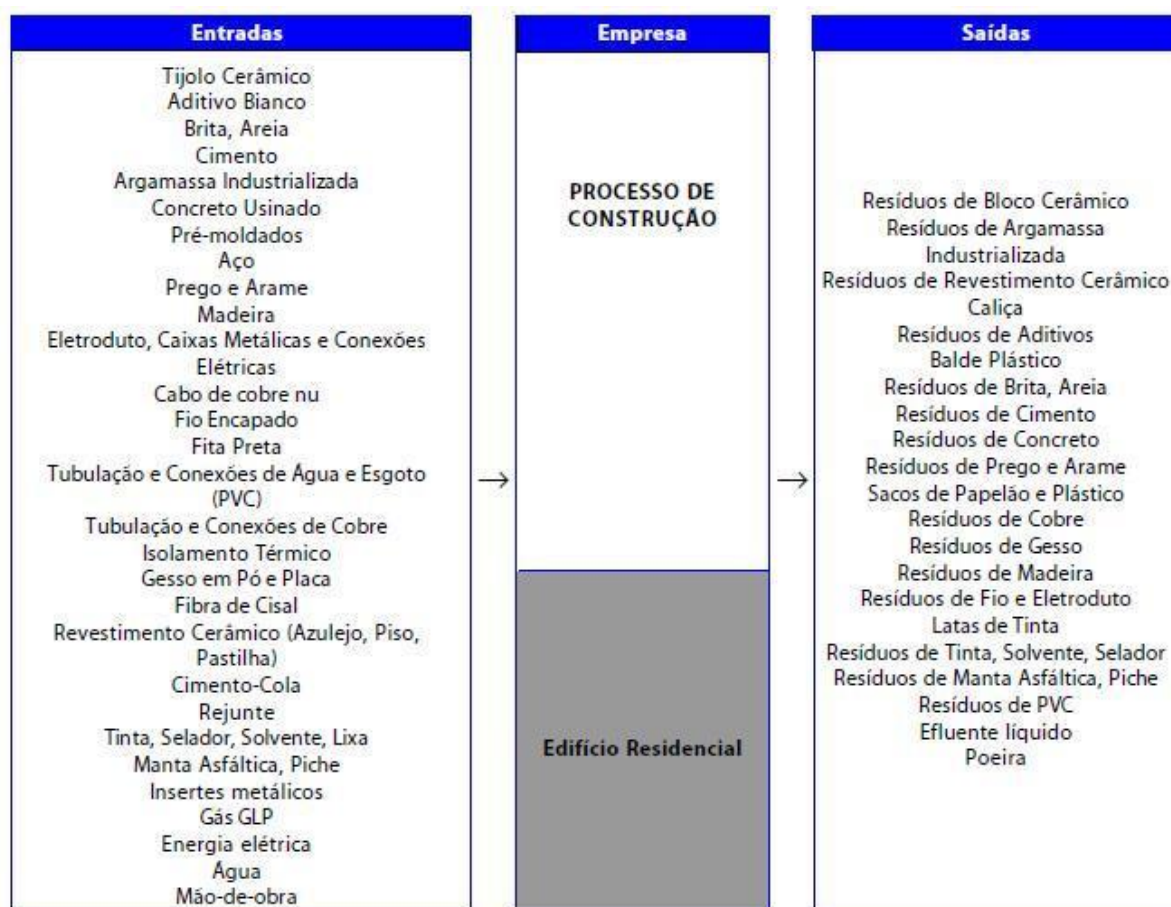 Entradas
Tijolo Cerâmico
Aditivo Bianco
Brita, Areia
Cimento
Argamassa Industrializada
Concreto Usinado
Pré-moldados
Aço
Prego e Arame
Madeira
Eletroduto, Caixas Metálicas e Conexões
Elétricas
Cabo de cobre nu
Fio Encapado
Fita Preta
Tubulação e Conexões de Água e Esgoto
(PVC)
Tubulação e Conexões de Cobre
Isolamento Térmico
Gesso em Pó e Placa
Fibra de Cisal
Revestimento Cerâmico (Azulejo, Piso,
Pastilha)
Cimento-Cola
Rejunte
Tinta, Selador, Solvente, Lixa
Manta Asfáltica, Piche
Insertes metálicos
Gás GLP
Energia elétrica
Água
Mão-de-obra
→
Empresa
PROCESSO DE
CONSTRUÇÃO
Edifício Residencial
→
Saídas
Resíduos de Bloco Cerâmico
Resíduos de Argamassa
Industrializada
Resíduos de Revestimento Cerâmico
Caliça
Resíduos de Aditivos
Balde Plástico
Resíduos de Brita, Areia
Resíduos de Cimento
Resíduos de Concreto
Resíduos de Prego e Arame
Sacos de Papelão e Plástico
Resíduos de Cobre
Resíduos de Gesso
Resíduos de Madeira
Resíduos de Fio e Eletroduto
Latas de Tinta
Resíduos de Tinta, Solvente, Selador
Resíduos de Manta Asfáltica, Piche
Resíduos de PVC
Efluente líquido
Poeira